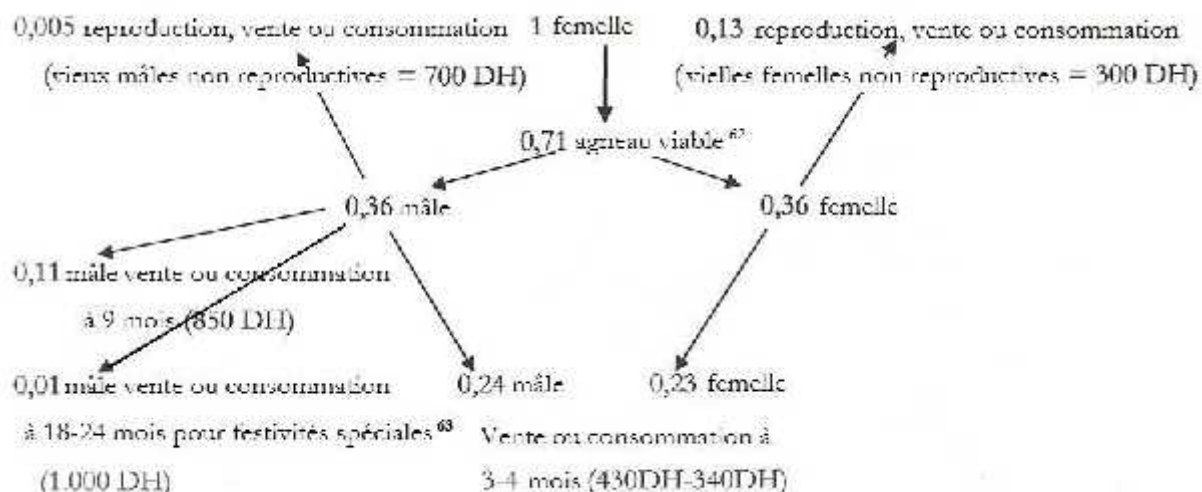 0,005 reproduction, vente ou consommation
(vieux mâles non reproductives = 700 DH)
1 femelle
0,13 reproduction, vente ou consommation
(vielles femelles non reproductives = 300 DH)
0,71 agneau viable 62
0,36 mâle
0,36 femelle
0,11 mâle vente ou consommation
à 9 mois (850 DH)
0,01 mâle vente ou consommation
à 18-24 mois pour festivités spéciales 63
(1.000 DH)
0,24 mâle
0,23 femelle
Vente ou consommation à
3-4 mois (430DH-340DH)